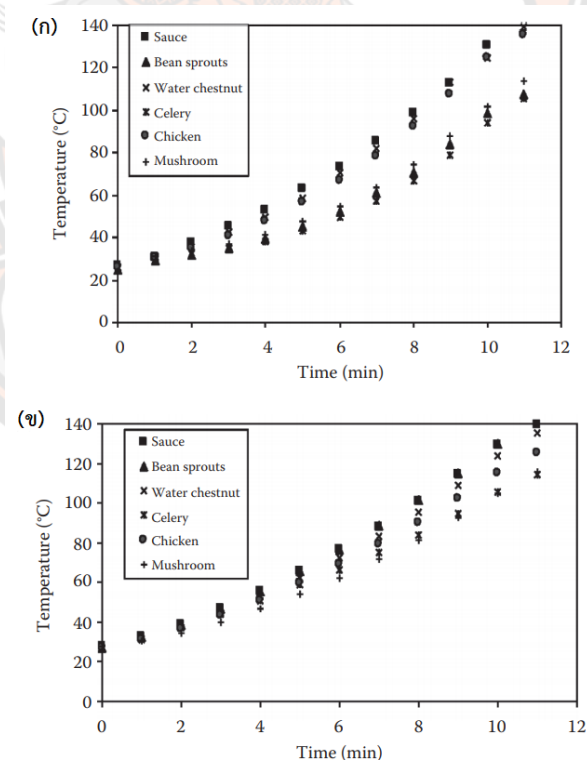 (ก)
140
120
100
80
60
40
20
0
Temperature (°C)
Sauce
Bean sprouts
Water chestnut
Celery
Chicken
Mushroom
0 2 4 6 8 10 12
Time (min)
(ข)
140
120
100
80
60
40
20
0
Temperature (°C)
Sauce
Bean sprouts
Water chestnut
Celery
Chicken
Mushroom
0 2 4 6 8 10 12
Time (min)